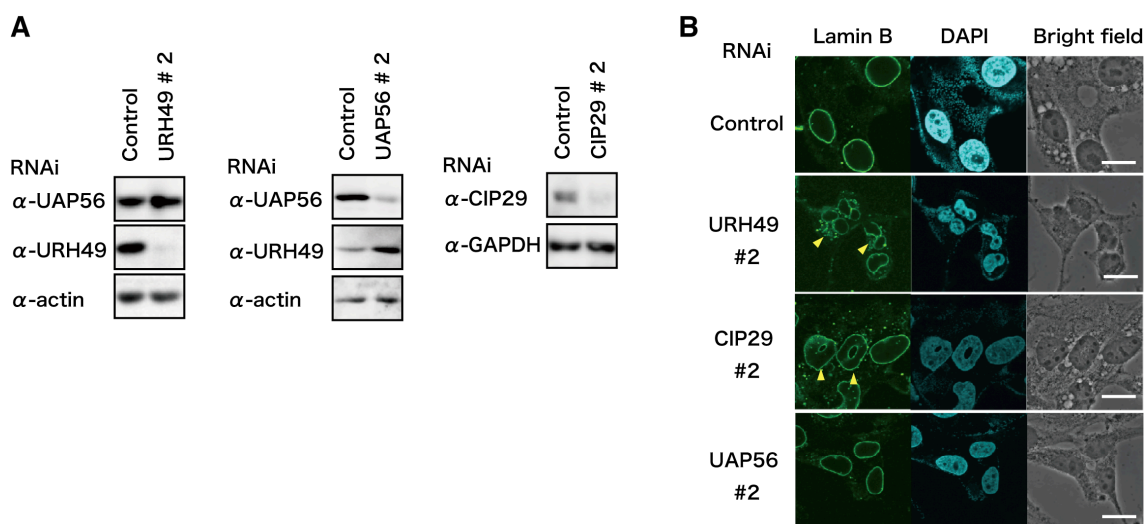 A
Control
URH49 # 2
RNAi
α-UAP56
α-URH49
α-actin
Control
UAP56 # 2
RNAi
α-UAP56
α-URH49
α-actin
Control
CIP29 # 2
RNAi
α-CIP29
α-GAPDH
B
RNAi
Lamin B
DAPI
Bright field
Control
URH49
#2
CIP29
#2
UAP56
#2